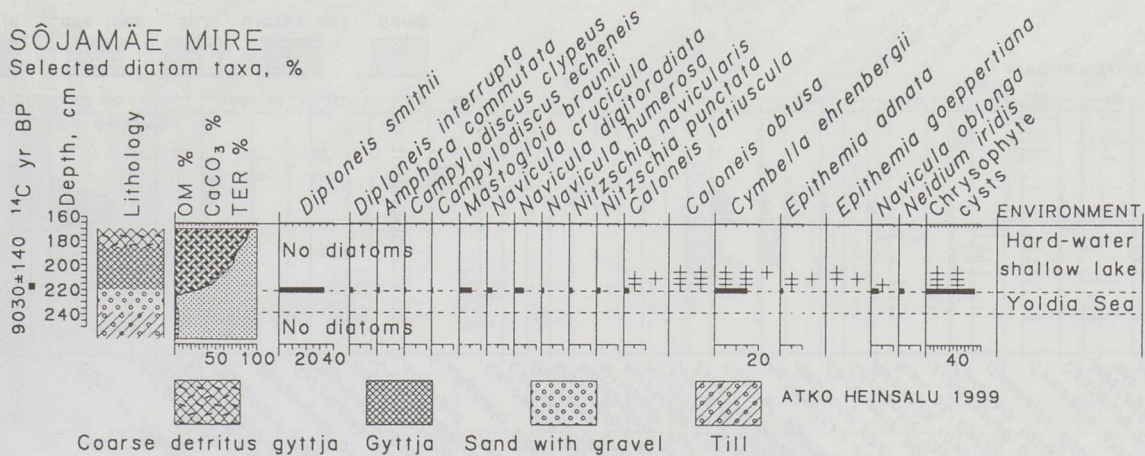 SÔJAMÄE MIRE
Selected diatom taxa, %
9030±140 ¹⁴C yr BP
Depth, cm
Lithology
OM %
CaCO₃ %
TER %
Diploneis smithii
Diploneis interrupta
Amphora commutata
Campylodiscus clypeus
Campylodiscus echeneis
Mastogloia braunii
Navicula crucicula
Navicula digitoradiata
Navicula humerosa
Nitzschia navicularis
Nitzschia punctata
Caloneis latiuscula
Caloneis obtusa
Cymbella ehrenbergii
Epithemia adnata
Epithemia goeppertiana
Navicula oblonga
Neidium iridis
Chrysophyte cysts
ENVIRONMENT
160
180
200
220
240
No diatoms
No diatoms
Hard-water
shallow lake
Yoldia Sea
50 100 20 40 20 40
ATKO HEINSALU 1999
Coarse detritus gyttja Gyttja Sand with gravel Till